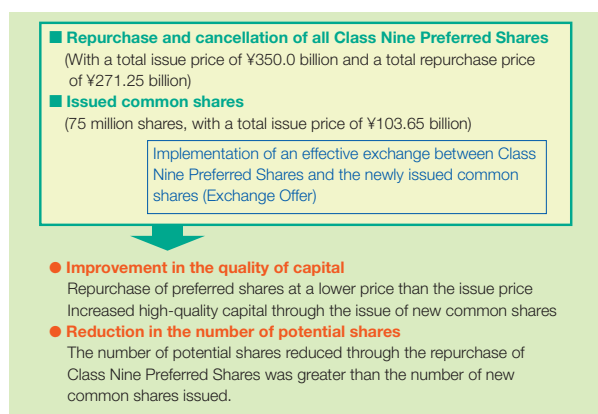 ■ Repurchase and cancellation of all Class Nine Preferred Shares
(With a total issue price of ¥350.0 billion and a total repurchase price
of ¥271.25 billion)
■ Issued common shares
(75 million shares, with a total issue price of ¥103.65 billion)
Implementation of an effective exchange between Class
Nine Preferred Shares and the newly issued common
shares (Exchange Offer)
● Improvement in the quality of capital
Repurchase of preferred shares at a lower price than the issue price
Increased high-quality capital through the issue of new common shares
● Reduction in the number of potential shares
The number of potential shares reduced through the repurchase of
Class Nine Preferred Shares was greater than the number of new
common shares issued.